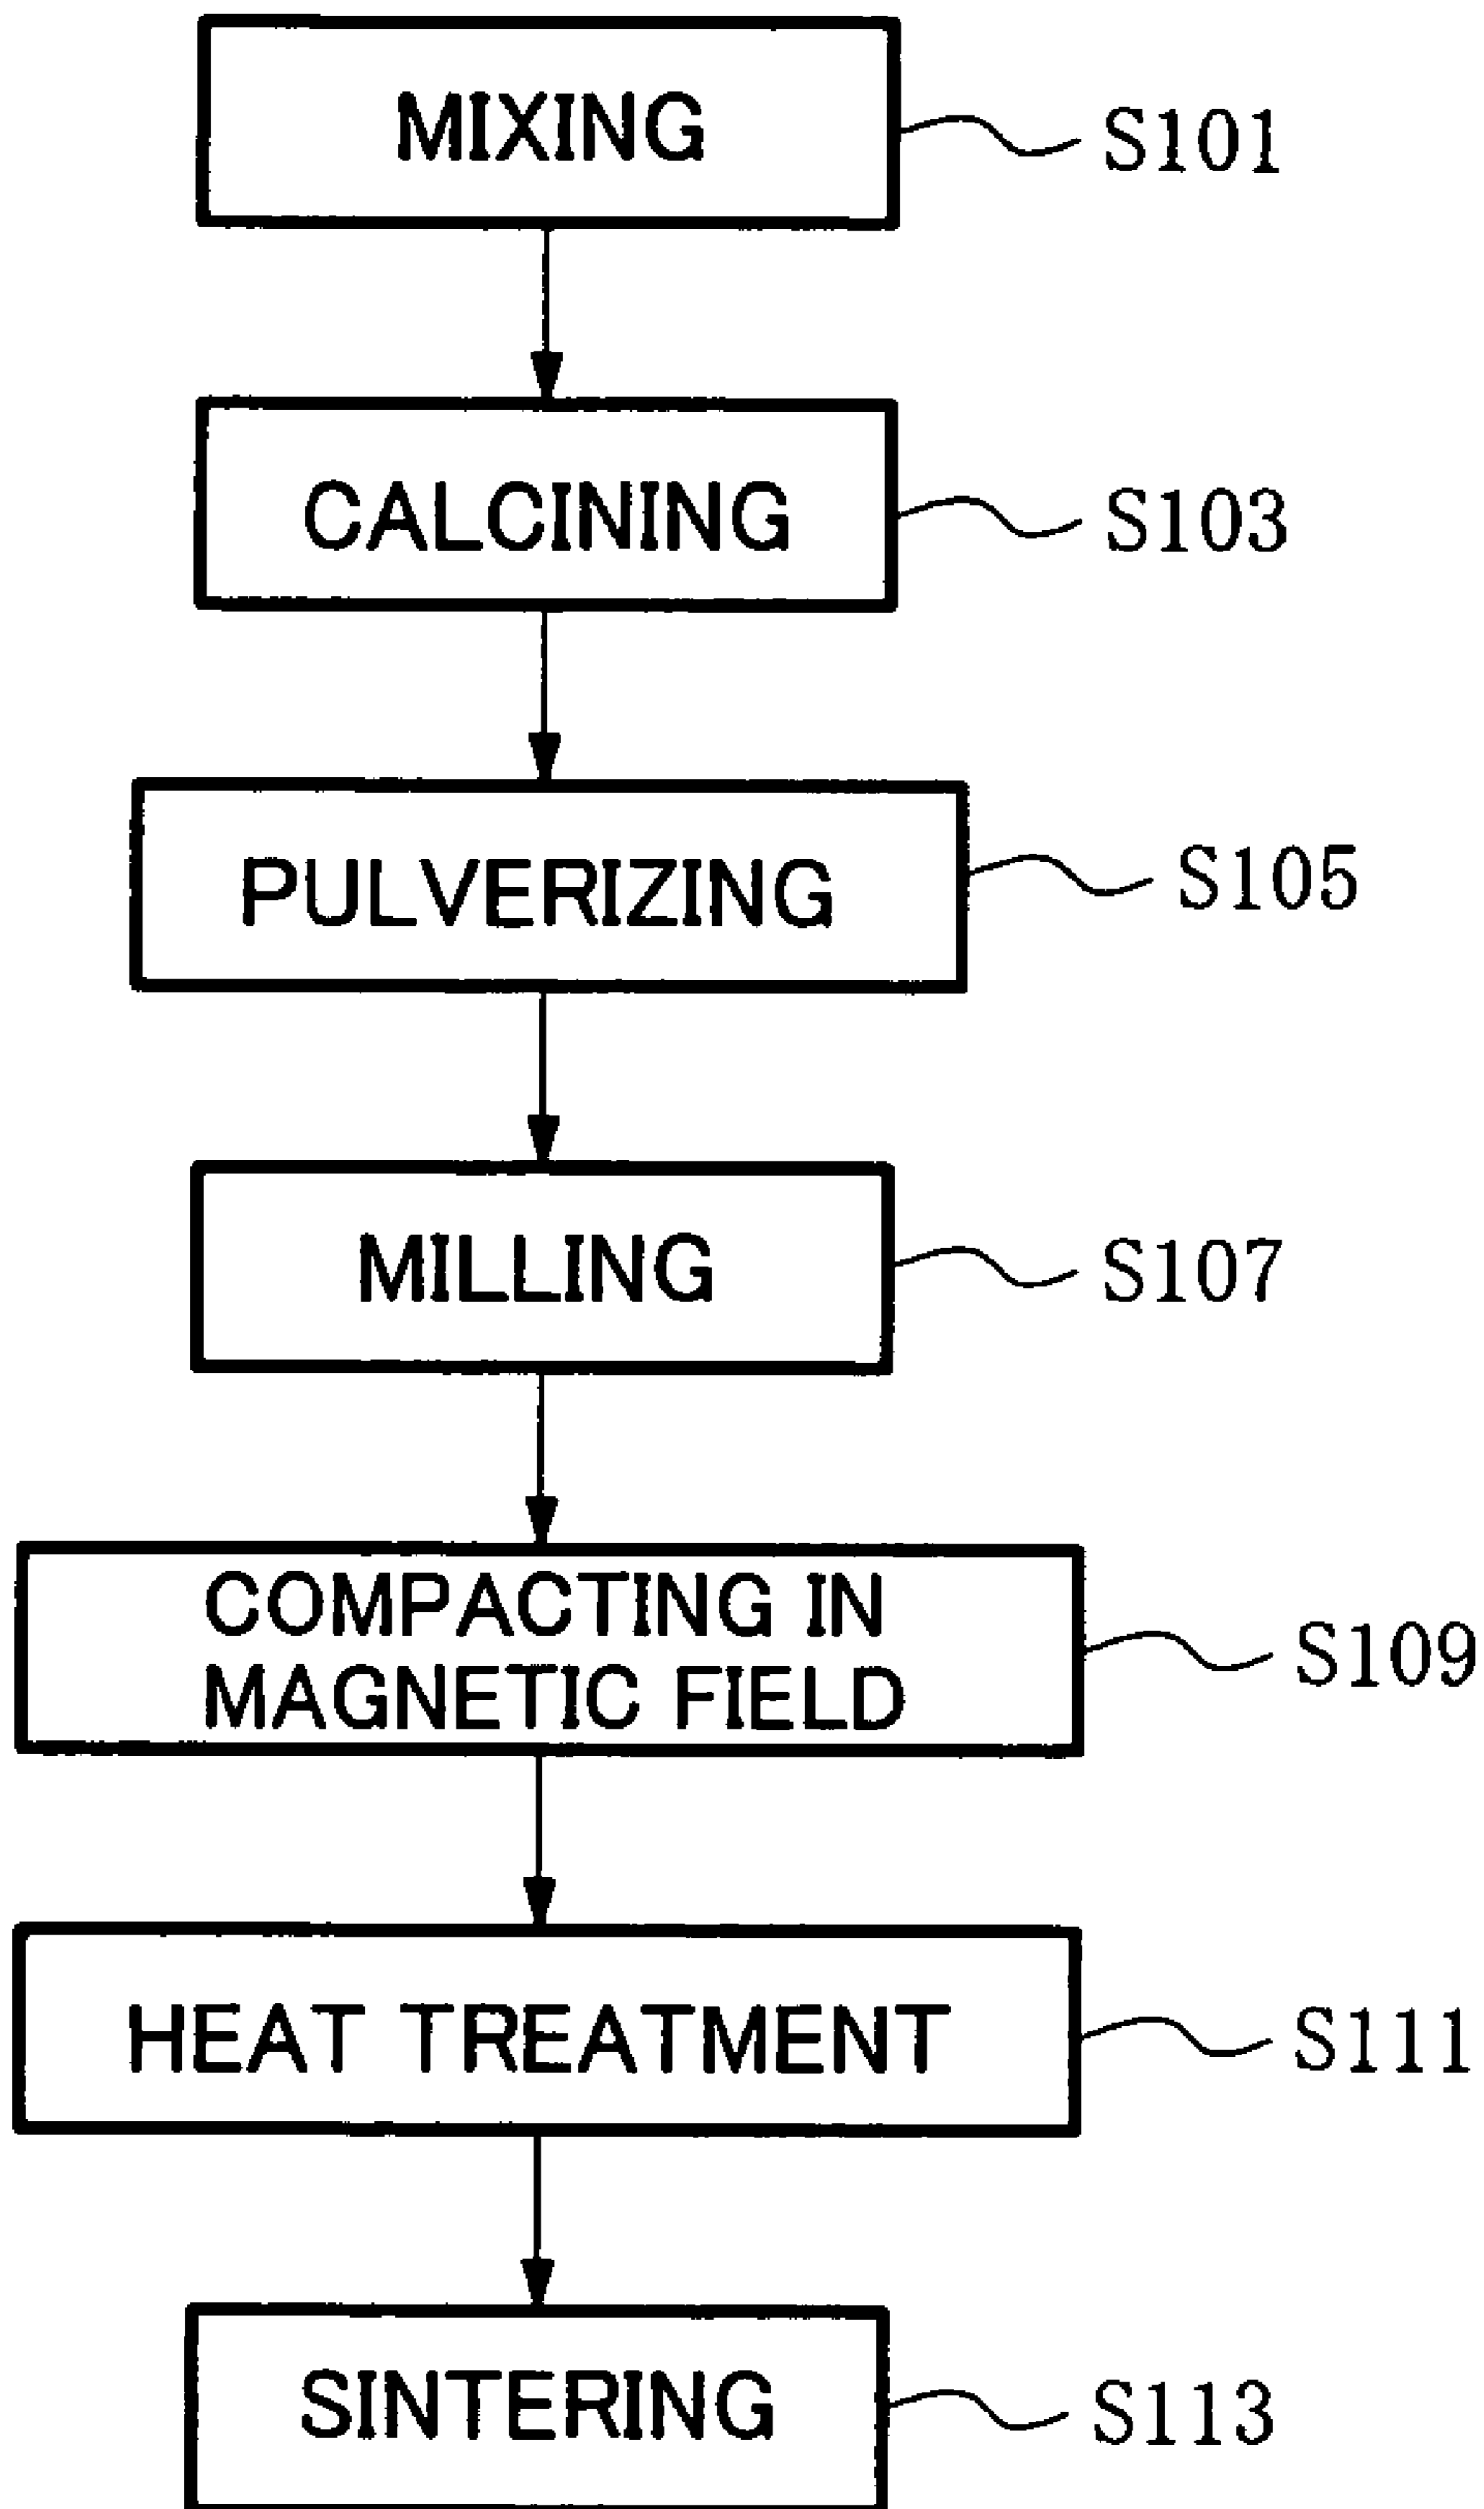 MIXING
S101
CALCINING
S103
PULVERIZING
S105
MILLING
S107
COMPACTING IN
MAGNETIC FIELD
S109
HEAT TREATMENT
S111
SINTERING
S113